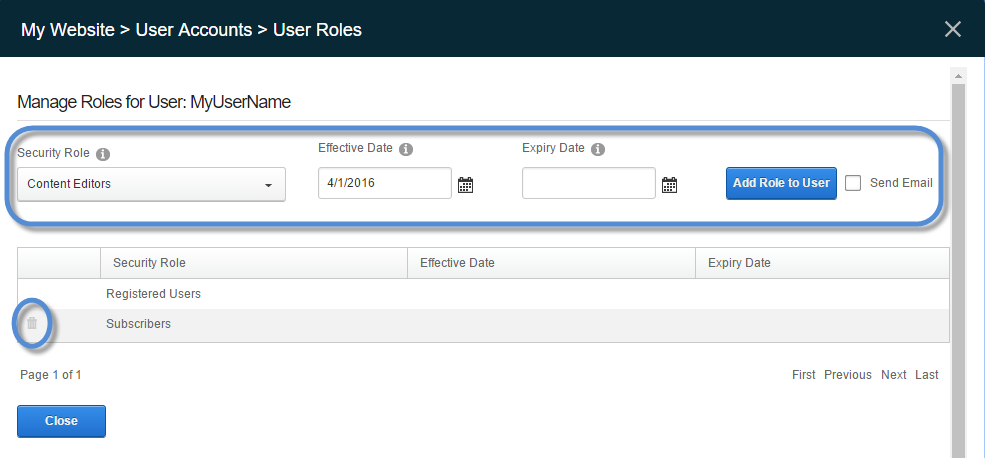 My Website > User Accounts > User Roles
Manage Roles for User: MyUserName
Security Role Effective Date Expiry Date
Content Editors 4/1/2016 Add Role to User Send Email
Security Role Effective Date Expiry Date
Registered Users
Subscribers
Page 1 of 1 First Previous Next Last
Close